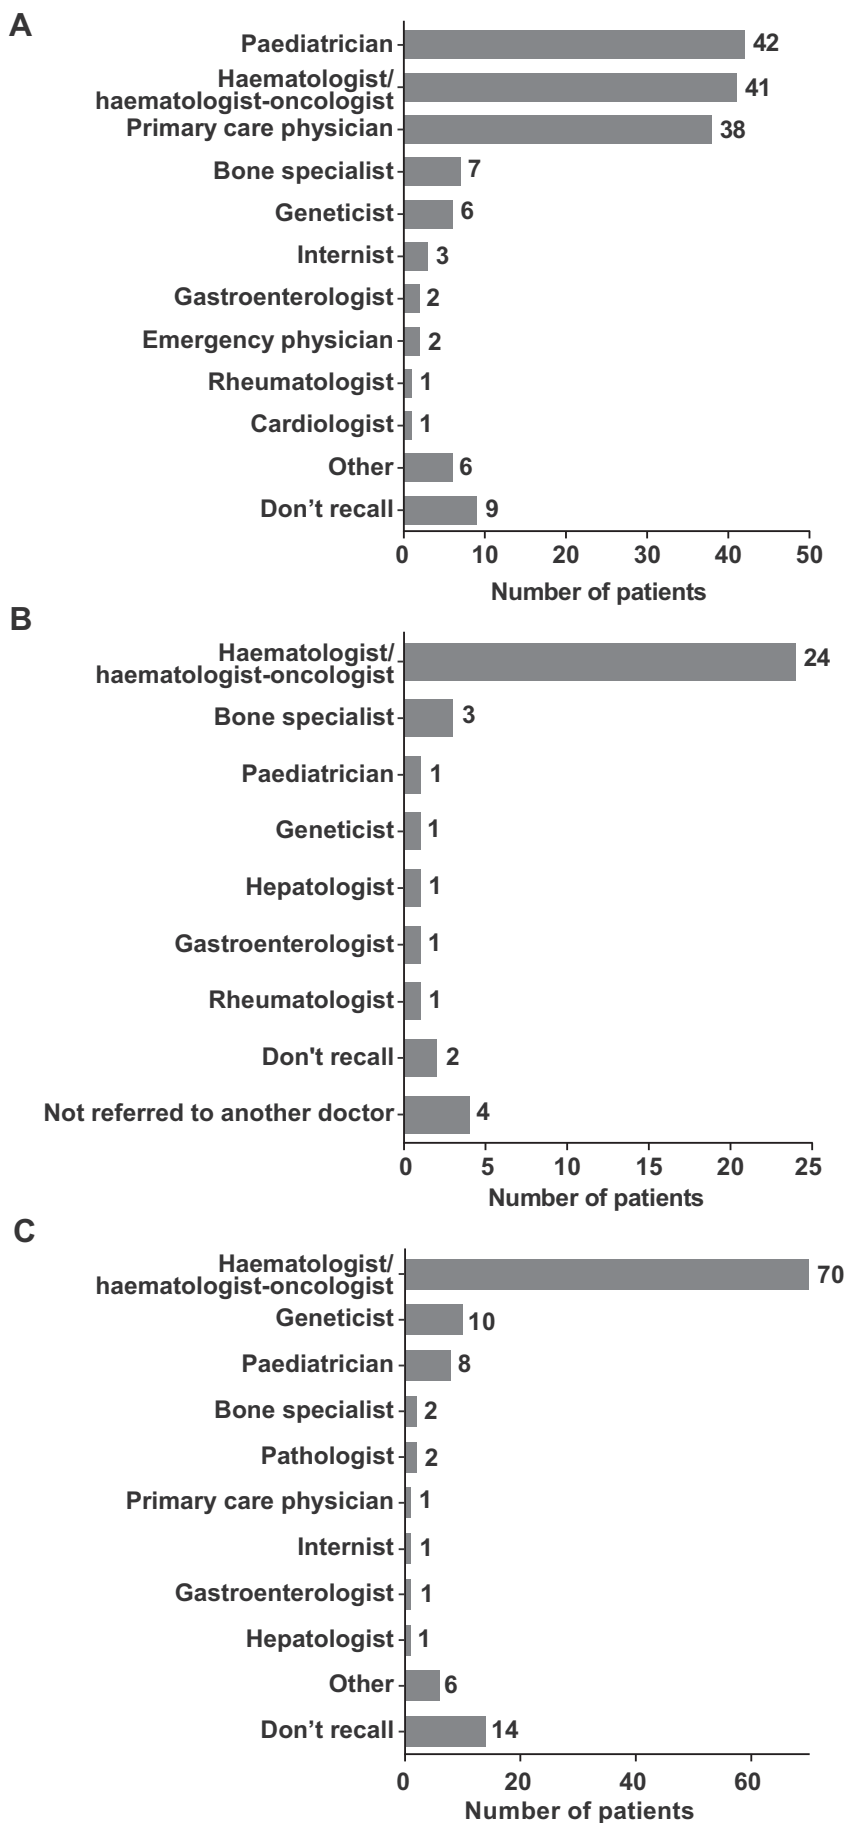 A
Paediatrician 42
Haematologist/
haematologist-oncologist 41
Primary care physician 38
Bone specialist 7
Geneticist 6
Internist 3
Gastroenterologist 2
Emergency physician 2
Rheumatologist 1
Cardiologist 1
Other 6
Don’t recall 9
0 10 20 30 40 50
Number of patients
B
Haematologist/
haematologist-oncologist 24
Bone specialist 3
Paediatrician 1
Geneticist 1
Hepatologist 1
Gastroenterologist 1
Rheumatologist 1
Don't recall 2
Not referred to another doctor 4
0 5 10 15 20 25
Number of patients
C
Haematologist/
haematologist-oncologist 70
Geneticist 10
Paediatrician 8
Bone specialist 2
Pathologist 2
Primary care physician 1
Internist 1
Gastroenterologist 1
Hepatologist 1
Other 6
Don’t recall 14
0 20 40 60
Number of patients